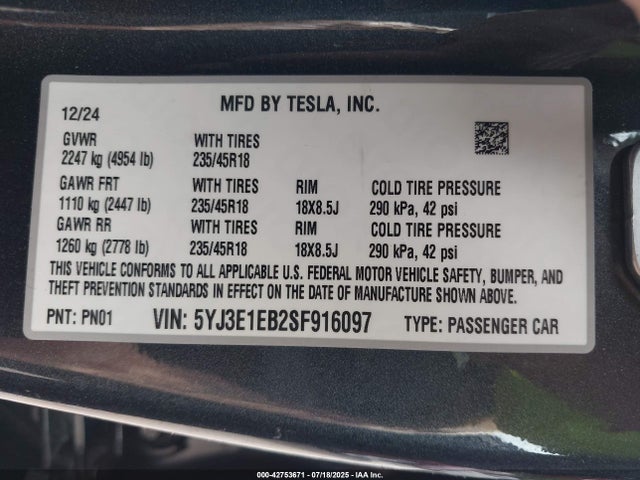 MFD BY TESLA, INC.
12/24
GVWR WITH TIRES
2247 kg (4954 lb) 235/45R18
GAWR FRT WITH TIRES RIM COLD TIRE PRESSURE
1110 kg (2447 lb) 235/45R18 18X8.5J 290 kPa, 42 psi
GAWR RR WITH TIRES RIM COLD TIRE PRESSURE
1260 kg (2778 lb) 235/45R18 18X8.5J 290 kPa, 42 psi
THIS VEHICLE CONFORMS TO ALL APPLICABLE U.S. FEDERAL MOTOR VEHICLE SAFETY, BUMPER, AND
THEFT PREVENTION STANDARDS IN EFFECT ON THE DATE OF MANUFACTURE SHOWN ABOVE.
PNT: PN01 VIN: 5YJ3E1EB2SF916097 TYPE: PASSENGER CAR
000-42753671 - 07/18/2025 - IAA Inc.